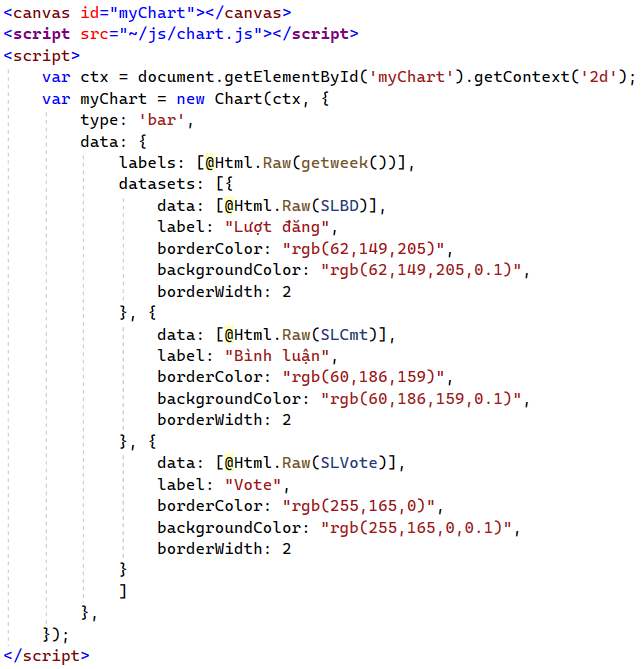 <canvas id="myChart"></canvas>
<script src="~/js/chart.js"></script>
<script>
    var ctx = document.getElementById('myChart').getContext('2d');
    var myChart = new Chart(ctx, {
        type: 'bar',
        data: {
            labels: [@Html.Raw(getweek())],
            datasets: [{
                data: [@Html.Raw(SLBD)],
                label: "Lượt đăng",
                borderColor: "rgb(62,149,205)",
                backgroundColor: "rgb(62,149,205,0.1)",
                borderWidth: 2
            }, {
                data: [@Html.Raw(SLCmt)],
                label: "Bình luận",
                borderColor: "rgb(60,186,159)",
                backgroundColor: "rgb(60,186,159,0.1)",
                borderWidth: 2
            }, {
                data: [@Html.Raw(SLVote)],
                label: "Vote",
                borderColor: "rgb(255,165,0)",
                backgroundColor: "rgb(255,165,0,0.1)",
                borderWidth: 2
            }
            ]
        },
    });
</script>